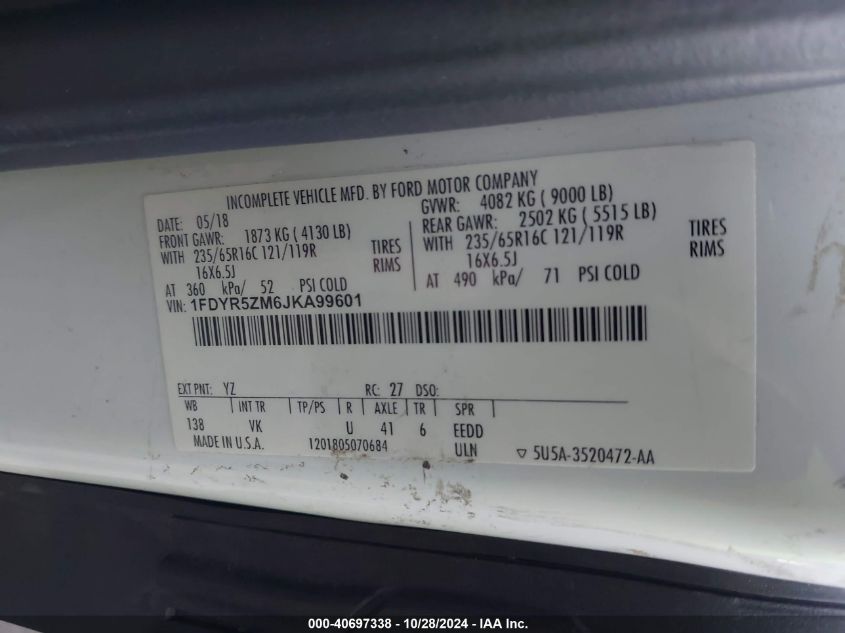 INCOMPLETE VEHICLE MFD. BY FORD MOTOR COMPANY
DATE: 05/18
GVWR: 4082 KG ( 9000 LB)
FRONT GAWR: 1873 KG ( 4130 LB)
REAR GAWR: 2502 KG ( 5515 LB)
WITH 235/65R16C 121/119R TIRES
WITH 235/65R16C 121/119R TIRES
16X6.5J RIMS
16X6.5J RIMS
AT 360 kPa/ 52 PSI COLD
AT 490 kPa/ 71 PSI COLD
VIN: 1FDYR5ZM6JKA99601
EXT PNT: YZ RC: 27 DSO:
WB INT TR TP/PS R AXLE TR SPR
138 VK U 41 6 EEDD
MADE IN U.S.A. 1201805070684 ULN ▽ 5U5A-3520472-AA
000-40697338 - 10/28/2024 - IAA Inc.